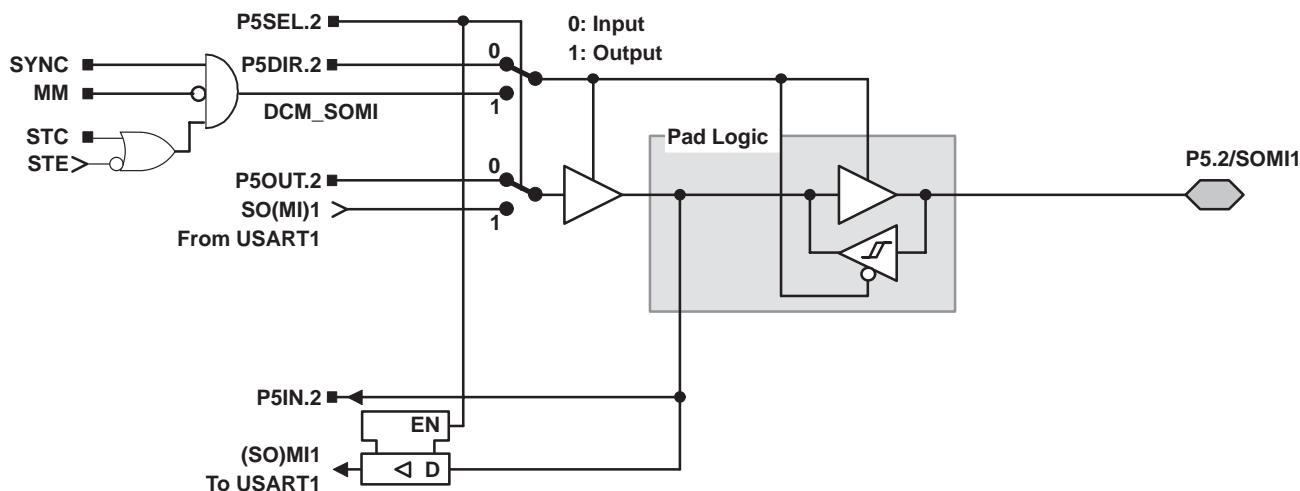 P5SEL.2
0: Input
1: Output
SYNC
P5DIR.2
0
MM
1
DCM_SOMI
STC
STE
Pad Logic
P5.2/SOMI1
0
P5OUT.2
SO(MI)1
1
From USART1
P5IN.2
EN
(SO)MI1
D
To USART1